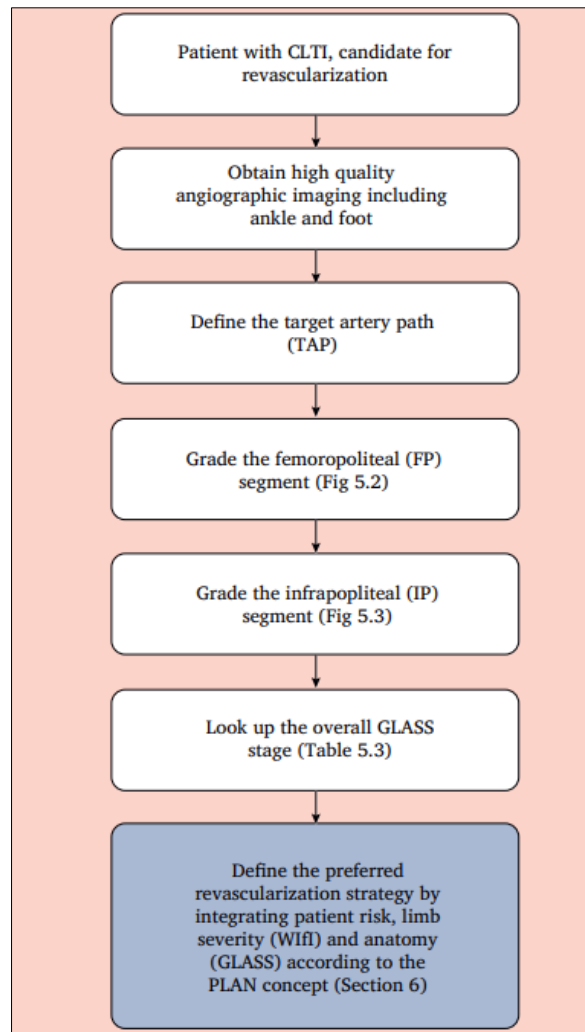 Patient with CLTI, candidate for
revascularization
Obtain high quality
angiographic imaging including
ankle and foot
Define the target artery path
(TAP)
Grade the femoropoliteal (FP)
segment (Fig 5.2)
Grade the infrapopliteal (IP)
segment (Fig 5.3)
Look up the overall GLASS
stage (Table 5.3)
Define the preferred
revascularization strategy by
integrating patient risk, limb
severity (WIfI) and anatomy
(GLASS) according to the
PLAN concept (Section 6)